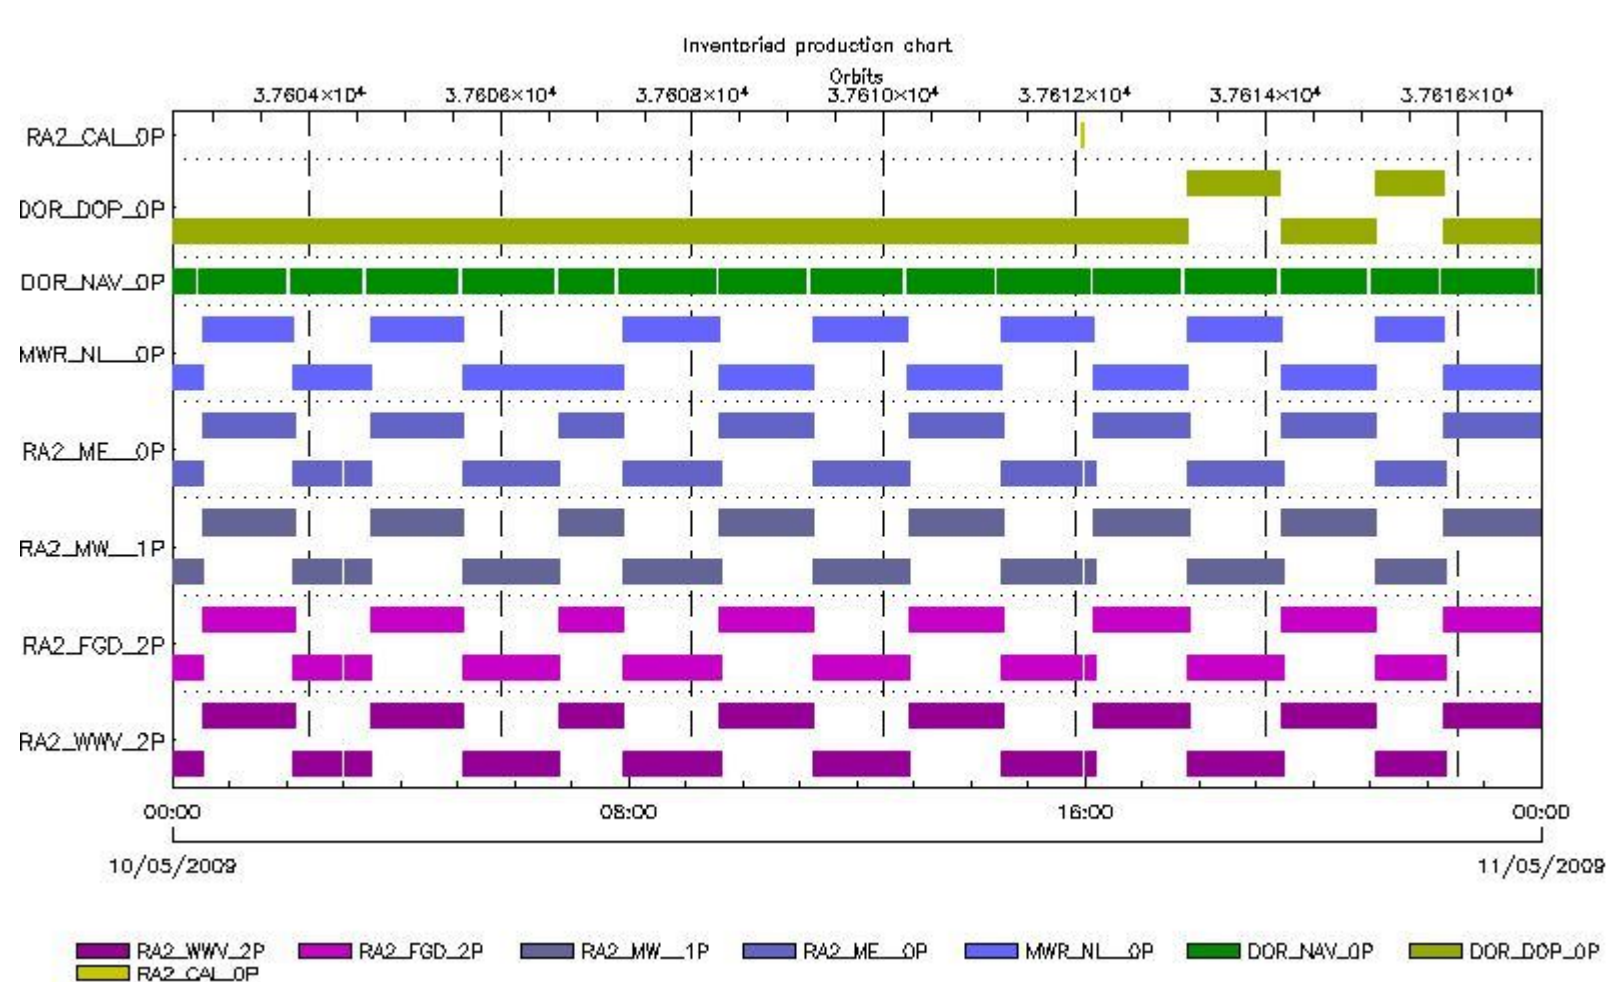 Inventoried production chart
Orbits
3.7604×10⁴ 3.7606×10⁴ 3.7608×10⁴ 3.7610×10⁴ 3.7612×10⁴ 3.7614×10⁴ 3.7616×10⁴
RA2_CAL_0P
DOR_DOP_0P
DOR_NAV_0P
MWR_NL__0P
RA2_ME__0P
RA2_MW__1P
RA2_FGD_2P
RA2_WWV_2P
00:00 08:00 16:00 00:00
10/05/2009 11/05/2009
RA2_WWV_2P RA2_FGD_2P RA2_MW__1P RA2_ME__0P MWR_NL__0P DOR_NAV_0P DOR_DOP_0P
RA2_CAL_0P